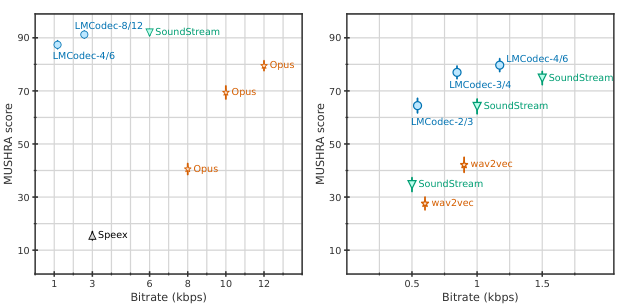 MUSHRA score
90
70
50
30
10
LMCodec-8/12
SoundStream
LMCodec-4/6
Opus
Opus
Opus
Speex
1
3
6
8
10
12
Bitrate (kbps)
MUSHRA score
90
70
50
30
10
LMCodec-4/6
SoundStream
LMCodec-3/4
SoundStream
LMCodec-2/3
wav2vec
SoundStream
wav2vec
0.5
1
1.5
Bitrate (kbps)